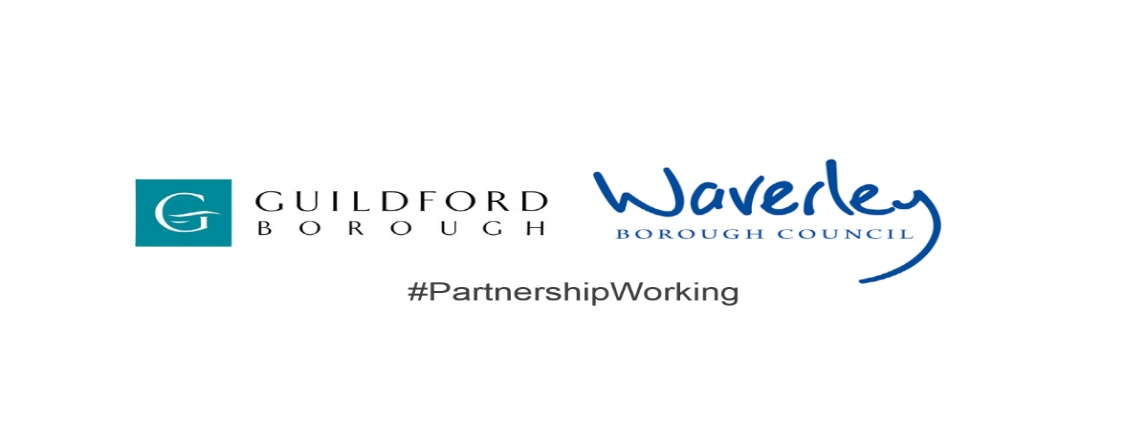 G
GUILDFORD
BOROUGH
Waverley
BOROUGH COUNCIL
#PartnershipWorking